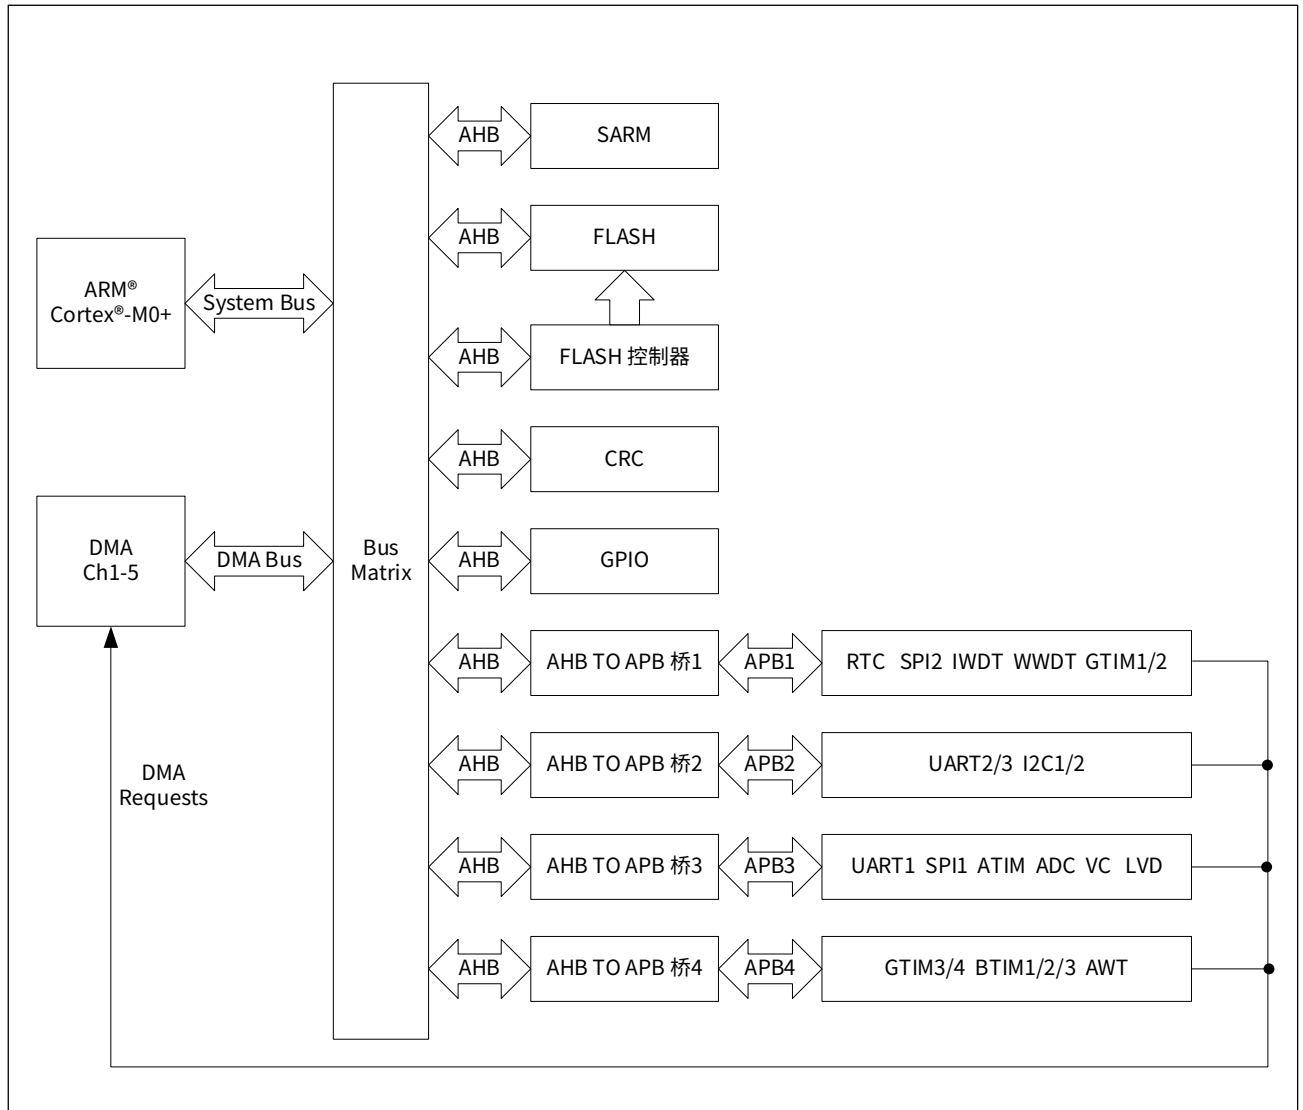 AHB
SARM
AHB
FLASH
ARM®
Cortex®-M0+
System Bus
AHB
FLASH 控制器
AHB
CRC
DMA
Ch1-5
DMA Bus
Bus
Matrix
AHB
GPIO
AHB
AHB TO APB 桥1
APB1
RTC SPI2 IWDT WWDT GTIM1/2
DMA
Requests
AHB
AHB TO APB 桥2
APB2
UART2/3 I2C1/2
AHB
AHB TO APB 桥3
APB3
UART1 SPI1 ATIM ADC VC LVD
AHB
AHB TO APB 桥4
APB4
GTIM3/4 BTIM1/2/3 AWT